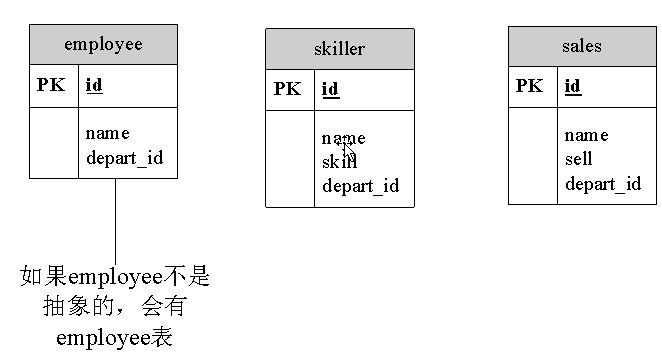 employee
PK id
name
depart_id
skiller
PK id
name
skill
depart_id
sales
PK id
name
sell
depart_id
如果employee不是
抽象的，会有
employee表